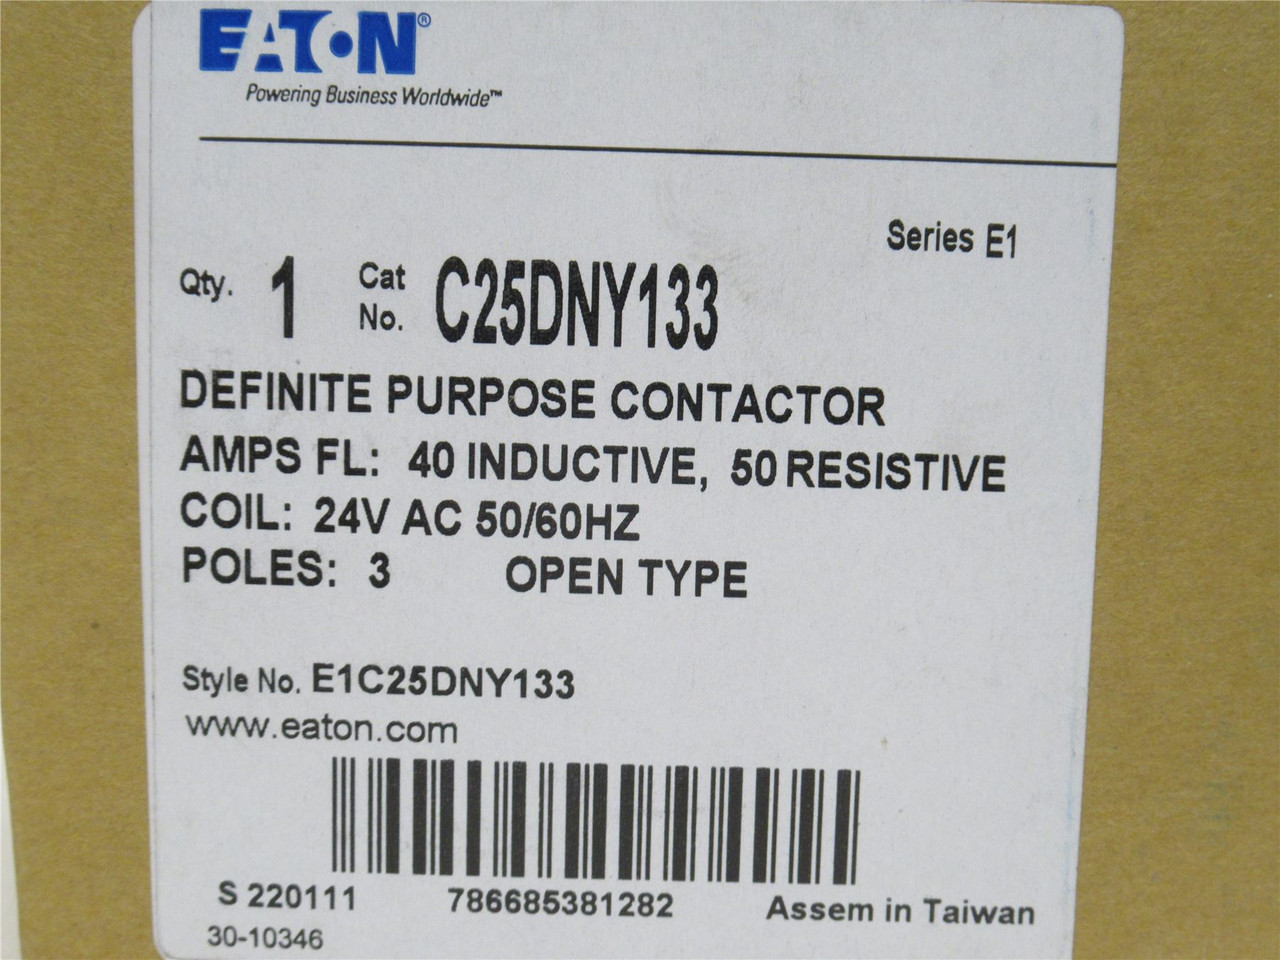 EATON®
Powering Business Worldwide™
Series E1
Qty. 1 Cat No. C25DNY133
DEFINITE PURPOSE CONTACTOR
AMPS FL: 40 INDUCTIVE, 50 RESISTIVE
COIL: 24V AC 50/60HZ
POLES: 3 OPEN TYPE
Style No. E1C25DNY133
www.eaton.com
S 220111 786685381282 Assem in Taiwan
30-10346